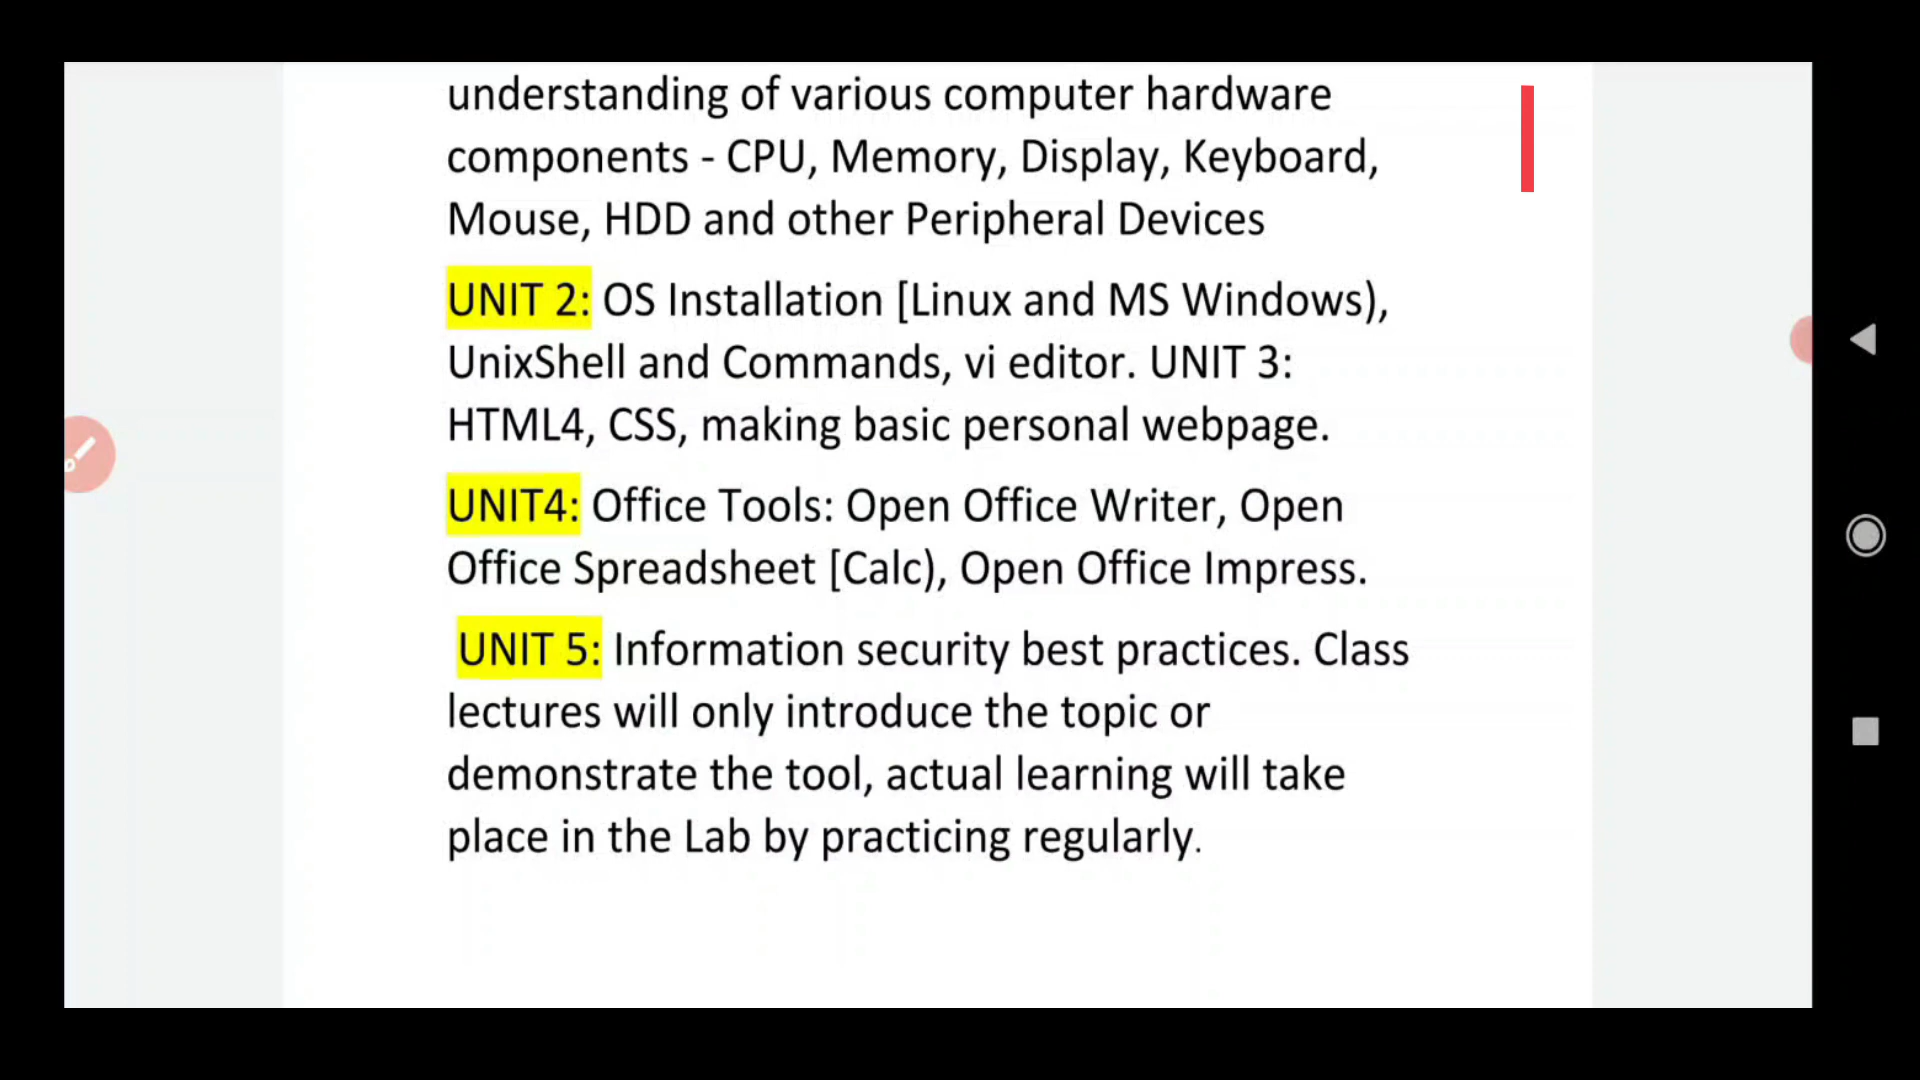 understanding of various computer hardware
components - CPU, Memory, Display, Keyboard,
Mouse, HDD and other Peripheral Devices
UNIT 2: OS Installation [Linux and MS Windows),
UnixShell and Commands, vi editor. UNIT 3:
HTML4, CSS, making basic personal webpage.
UNIT4: Office Tools: Open Office Writer, Open
Office Spreadsheet [Calc), Open Office Impress.
UNIT 5: Information security best practices. Class
lectures will only introduce the topic or
demonstrate the tool, actual learning will take
place in the Lab by practicing regularly.